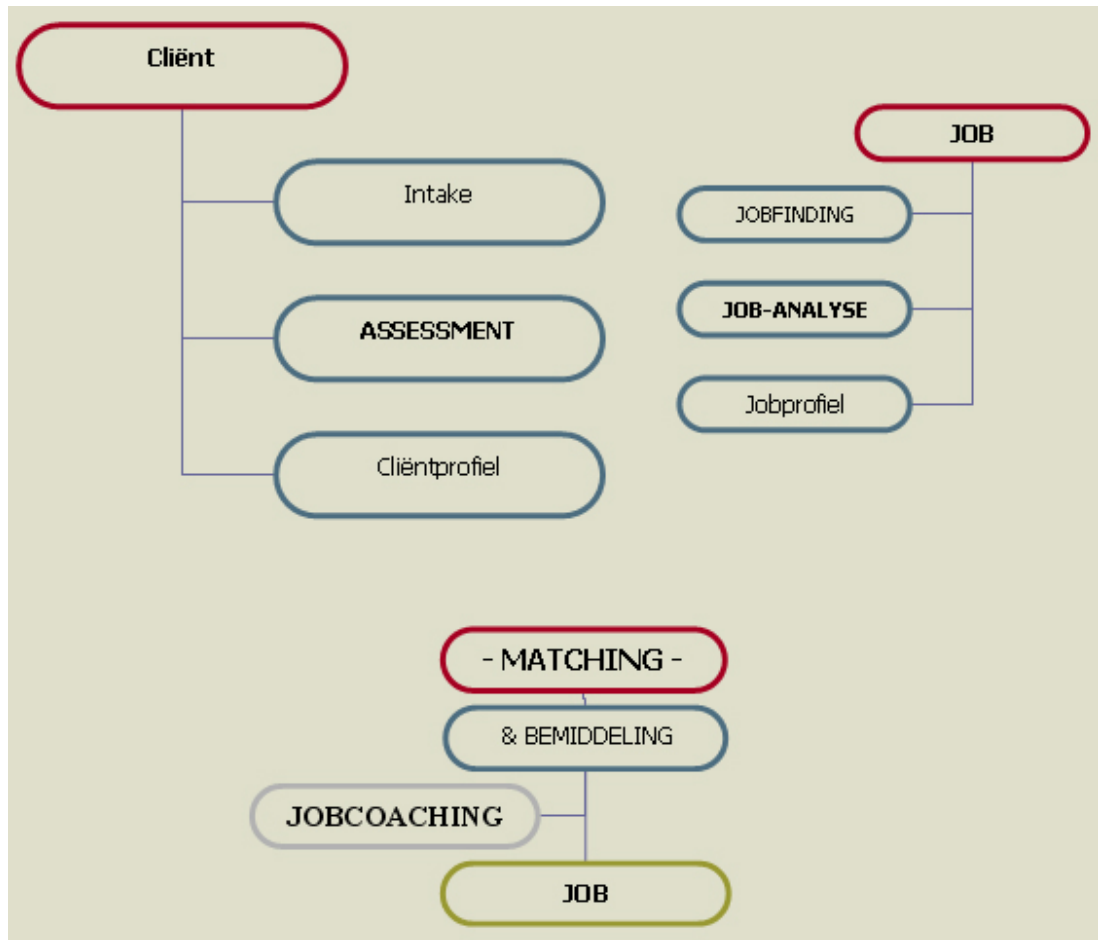 Cliënt
Intake
ASSESSMENT
Cliëntprofiel
JOB
JOBFINDING
JOB-ANALYSE
Jobprofiel
- MATCHING -
& BEMIDDELING
JOBCOACHING
JOB